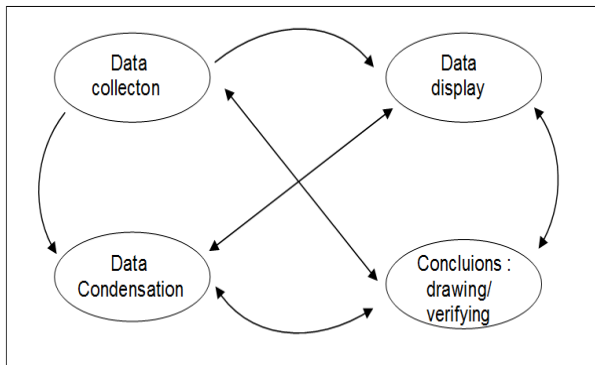 Data
collecton
Data
display
Data
Condensation
Concluions :
drawing/
verifying